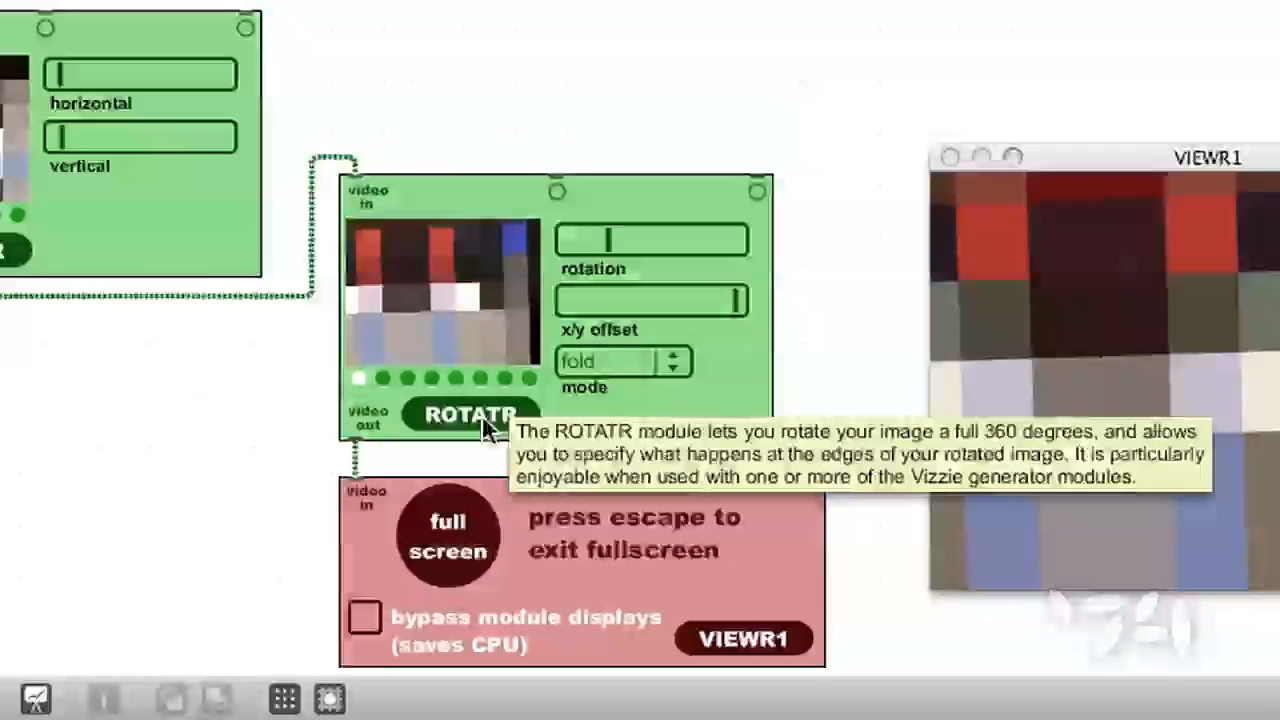 horizontal
vertical
video
in
rotation
x/y offset
fold
mode
video
out
ROTATR
The ROTATR module lets you rotate your image a full 360 degrees, and allows
you to specify what happens at the edges of your rotated image. It is particularly
enjoyable when used with one or more of the Vizzie generator modules.
video
in
full
screen
press escape to
exit fullscreen
bypass module displays
(saves CPU)
VIEWR1
VIEWR1